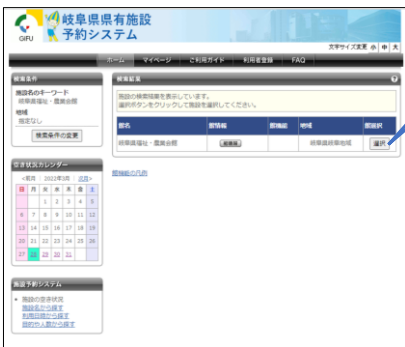 岐阜県県有施設
予約システム
GIFU
文字サイズ変更 小 中 大
ホーム マイページ ご利用ガイド 利用者登録 FAQ
検索条件
施設名のキーワード
岐阜県福祉・農業会館
地域
指定なし
検索条件の変更
検索結果
施設の検索結果を表示しています。
選択ボタンをクリックして施設を選択してください。
館名 館情報 館機能 地域 館選択
岐阜県福祉・農業会館 岐阜県岐阜地域 選択
館機能の凡例
空き状況カレンダー
<前月 2022年3月 次月>
日 月 火 水 木 金 土
1 2 3 4 5
6 7 8 9 10 11 12
13 14 15 16 17 18 19
20 21 22 23 24 25 26
27 28 29 30 31
施設予約システム
施設の空き状況
施設名から探す
利用日時から探す
目的や人数から探す